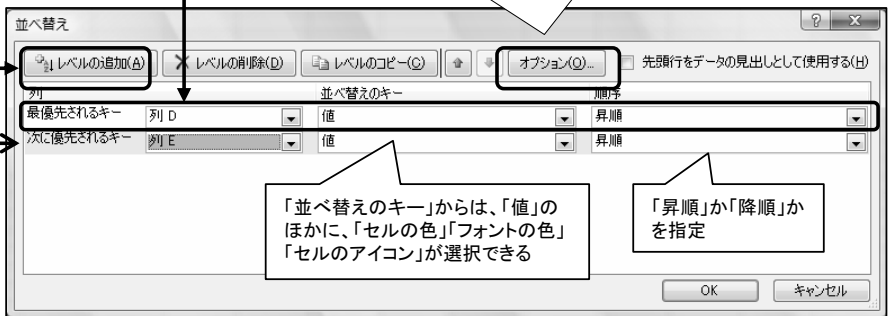 並べ替え
レベルの追加(A) レベルの削除(D) レベルのコピー(C) オプション(O)... 先頭行をデータの見出しとして使用する(H)
列 並べ替えのキー 順序
最優先されるキー 列 D 値 昇順
次に優先されるキー 列 E 値 昇順
「並べ替えのキー」からは、「値」の
ほかに、「セルの色」「フォントの色」
「セルのアイコン」が選択できる
「昇順」か「降順」か
を指定
OK キャンセル